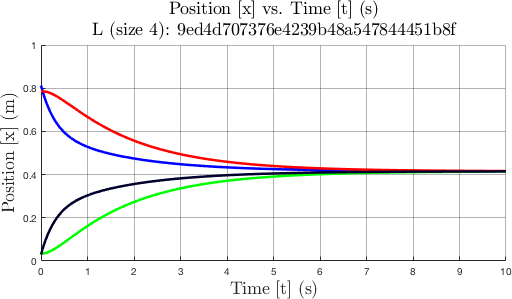 Position [x] vs. Time [t] (s)
L (size 4): 9ed4d707376e4239b48a547844451b8f
Position [x] (m)
1
0.8
0.6
0.4
0.2
0
0 1 2 3 4 5 6 7 8 9 10
Time [t] (s)